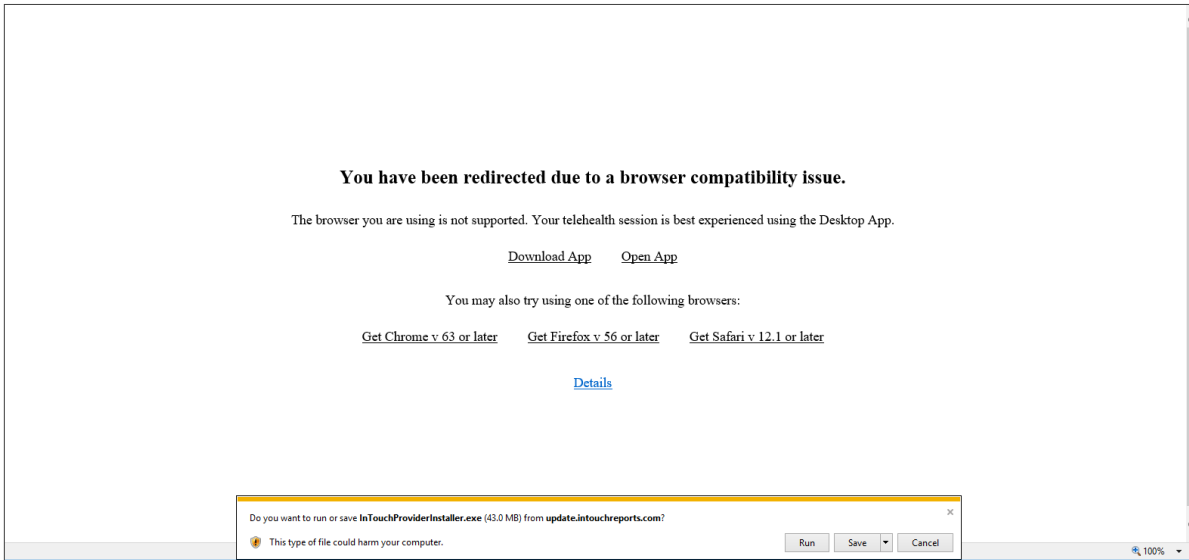 You have been redirected due to a browser compatibility issue.
The browser you are using is not supported. Your telehealth session is best experienced using the Desktop App.
Download App Open App
You may also try using one of the following browsers:
Get Chrome v 63 or later Get Firefox v 56 or later Get Safari v 12.1 or later
Details
Do you want to run or save InTouchProviderInstaller.exe (43.0 MB) from update.intouchreports.com?
This type of file could harm your computer.
Run Save Cancel
100%